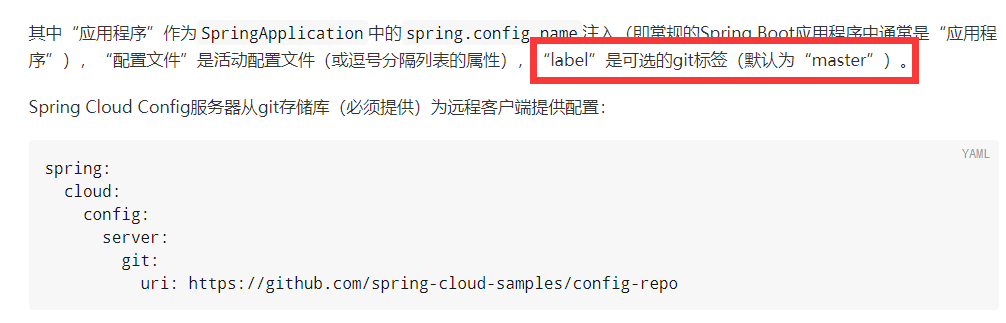 其中“应用程序”作为 SpringApplication 中的 spring.config.name 注入（即常规的Spring Boot应用程序中通常是“应用程
序”），“配置文件”是活动配置文件（或逗号分隔列表的属性），“label”是可选的git标签（默认为“master”）。
Spring Cloud Config服务器从git存储库（必须提供）为远程客户端提供配置：
YAML
spring:
  cloud:
    config:
      server:
        git:
          uri: https://github.com/spring-cloud-samples/config-repo